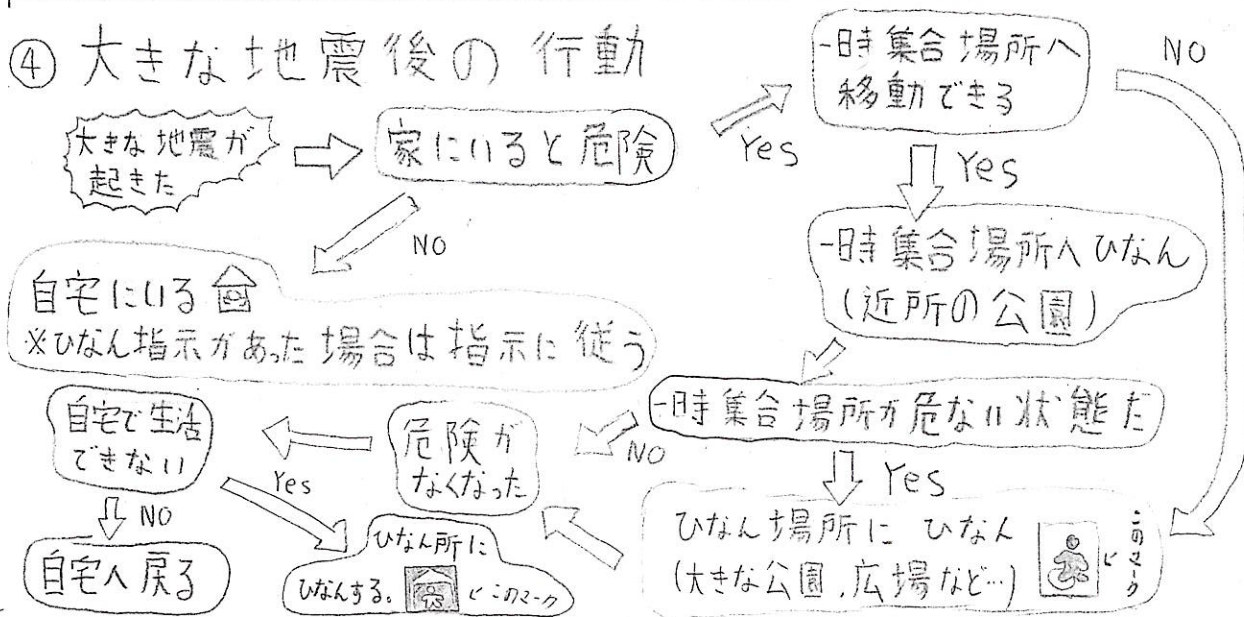 ④ 大きな地震後の行動
大きな地震が
起きた
家にいると危険
Yes
一時集合場所へ
移動できる
NO
Yes
一時集合場所へひなん
(近所の公園)
NO
自宅にいる
※ひなん指示があった場合は指示に従う
一時集合場所が危ない状態だ
NO
Yes
危険が
なくなった
自宅で生活
できない
Yes
NO
自宅へ戻る
ひなん所に
ひなんする。
このマーク
ひなん場所に ひなん
(大きな公園、広場など…)
このマーク